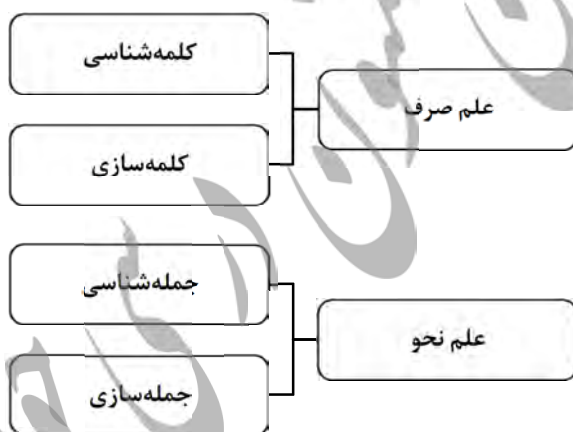 علم صرف
کلمه‌شناسی
کلمه‌سازی
علم نحو
جمله‌شناسی
جمله‌سازی